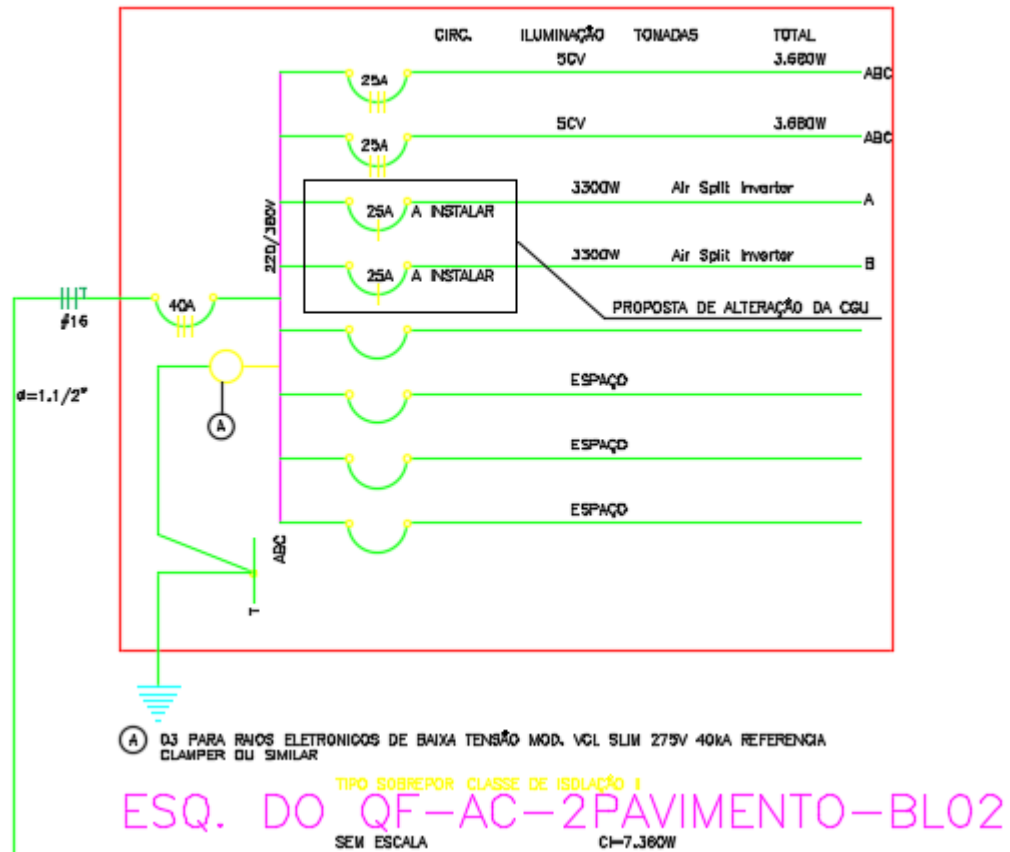 CIRC. ILUMINAÇÃO TOMADAS TOTAL
5CV 3.680W
25A ABC
5CV 3.680W
25A ABC
3300W Air Split Inverter
25A A INSTALAR A
220/380V
3300W Air Split Inverter
25A A INSTALAR B
40A
PROPOSTA DE ALTERAÇÃO DA CGU
T
#16
ESPAÇO
ø=1.1/2"
A
ESPAÇO
ESPAÇO
ABC
T
A 03 PARA RAIOS ELETRONICOS DE BAIXA TENSÃO MOD. VCL SLIM 275V 40kA REFERENCIA
CLAMPER OU SIMILAR
TIPO SOBREPOR CLASSE DE ISOLAÇÃO II
ESQ. DO QF-AC-2PAVIMENTO-BL02
SEM ESCALA CI=7.360W